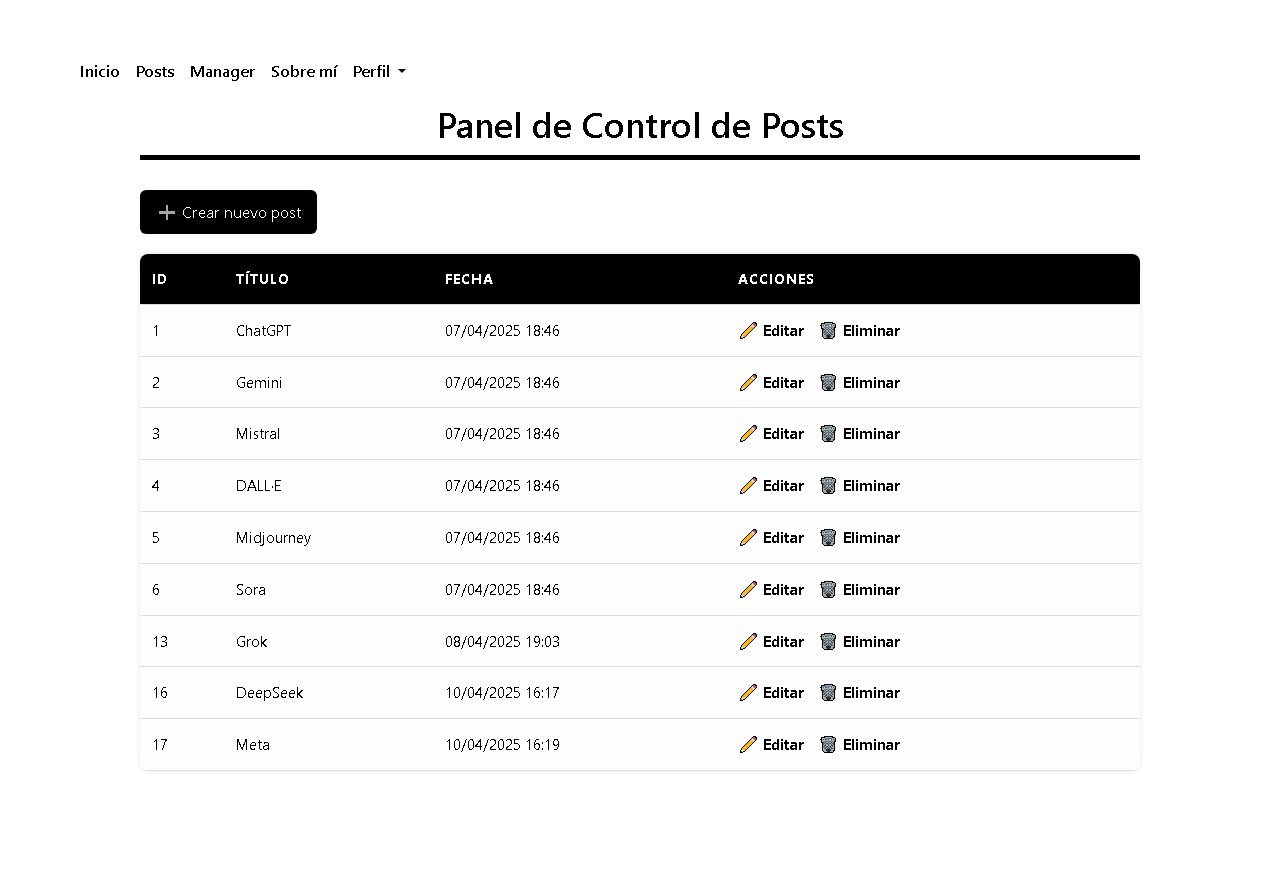 Inicio Posts Manager Sobre mí Perfil
Panel de Control de Posts
Crear nuevo post
ID TÍTULO FECHA ACCIONES
1 ChatGPT 07/04/2025 18:46 Editar Eliminar
2 Gemini 07/04/2025 18:46 Editar Eliminar
3 Mistral 07/04/2025 18:46 Editar Eliminar
4 DALL·E 07/04/2025 18:46 Editar Eliminar
5 Midjourney 07/04/2025 18:46 Editar Eliminar
6 Sora 07/04/2025 18:46 Editar Eliminar
13 Grok 08/04/2025 19:03 Editar Eliminar
16 DeepSeek 10/04/2025 16:17 Editar Eliminar
17 Meta 10/04/2025 16:19 Editar Eliminar